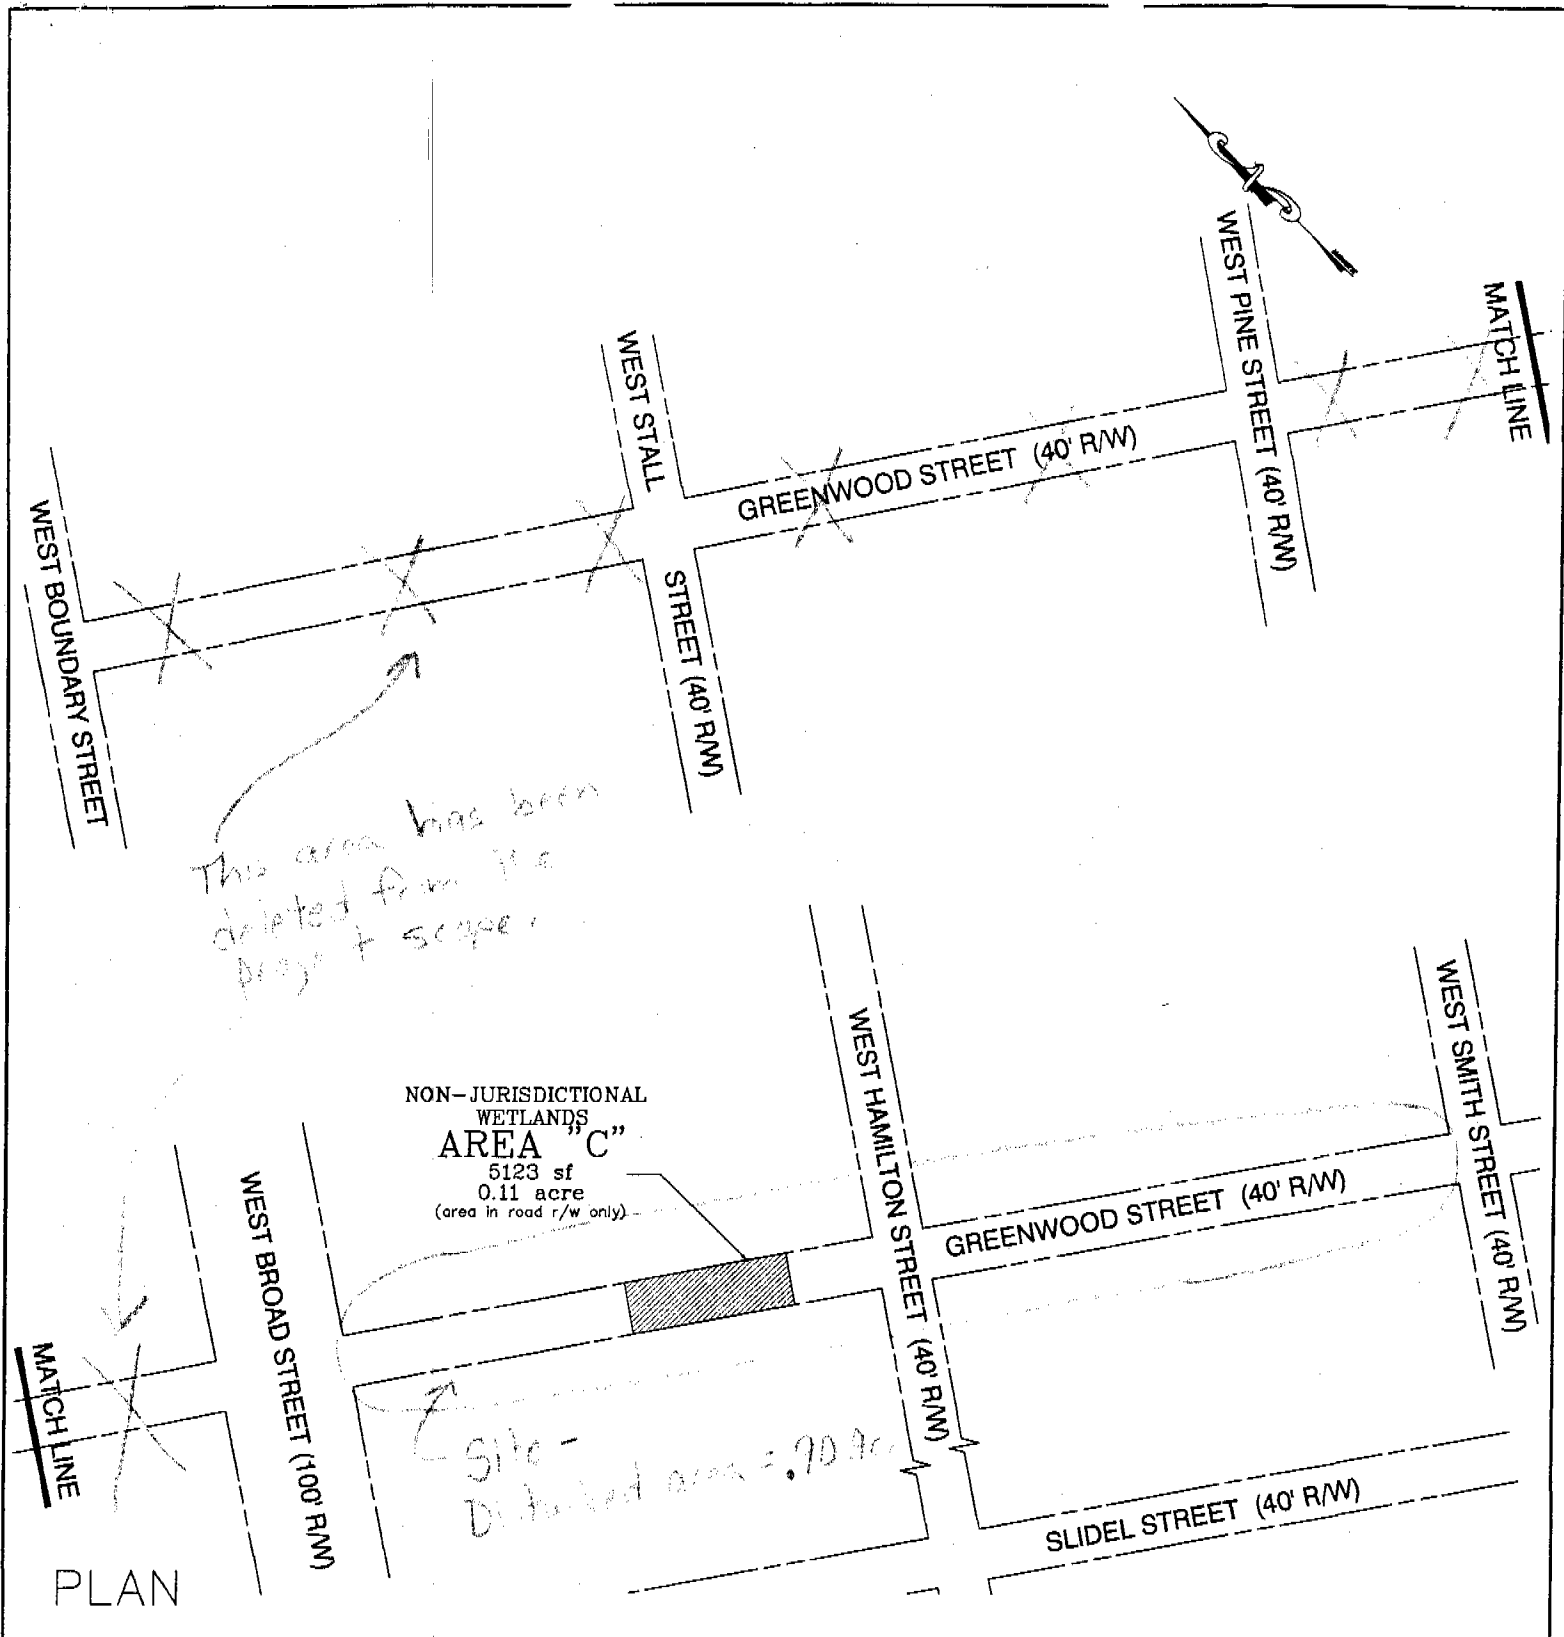 WEST PINE STREET (40' R/W)
MATCH LINE
WEST STALL
STREET (40' R/W)
GREENWOOD STREET (40' R/W)
WEST BOUNDARY STREET
This area has been
deleted from
scope.
NON-JURISDICTIONAL
WETLANDS
AREA "C"
5123 sf
0.11 acre
(area in road r/w only)
WEST HAMILTON STREET (40' R/W)
WEST SMITH STREET (40' R/W)
GREENWOOD STREET (40' R/W)
WEST BROAD STREET (100' R/W)
MATCH LINE
Site -
Disturbed area = .90
SLIDEL STREET (40' R/W)
PLAN